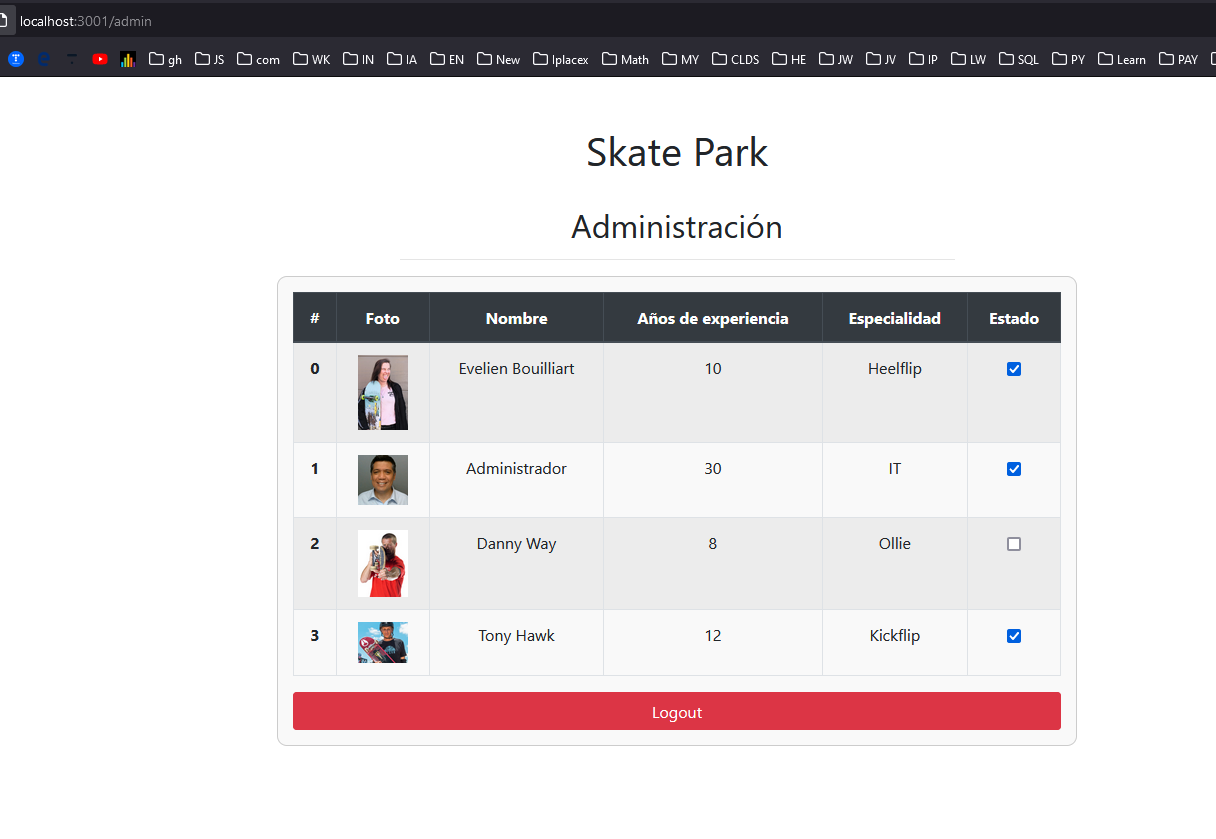 localhost:3001/admin
gh JS com WK IN IA EN New Iplacex Math MY CLDS HE JW JV IP LW SQL PY Learn PAY
Skate Park
Administración
# Foto Nombre Años de experiencia Especialidad Estado
0 Evelien Bouilliart 10 Heelflip
1 Administrador 30 IT
2 Danny Way 8 Ollie
3 Tony Hawk 12 Kickflip
Logout